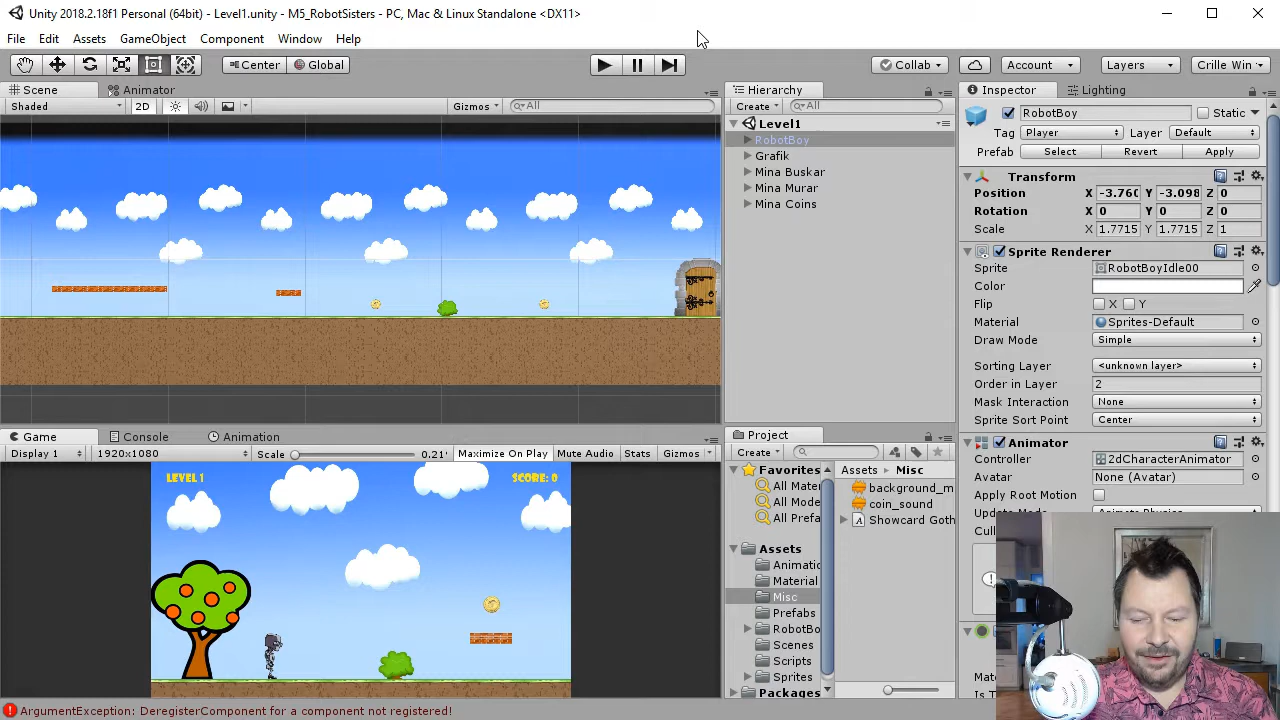 Unity 2018.2.18f1 Personal (64bit) - Level1.unity - M5_RobotSisters - PC, Mac & Linux Standalone <DX11>
File Edit Assets GameObject Component Window Help
Center Global Collab Account Layers Crille Win
Scene Animator
Shaded 2D Gizmos All
Hierarchy
Create All
Level1
RobotBoy
Grafik
Mina Buskar
Mina Murar
Mina Coins
Inspector Lighting
RobotBoy Static
Tag Player Layer Default
Prefab Select Revert Apply
Transform
Position X -3.760 Y -3.098 Z 0
Rotation X 0 Y 0 Z 0
Scale X 1.7715 Y 1.7715 Z 1
Sprite Renderer
Sprite RobotBoyIdle00
Color
Flip X Y
Material Sprites-Default
Draw Mode Simple
Sorting Layer <unknown layer>
Order in Layer 2
Mask Interaction None
Sprite Sort Point Center
Animator
Controller 2dCharacterAnimator
Avatar None (Avatar)
Apply Root Motion
Game Console Animation
Display 1 1920x1080 Scale 0.21 Maximize On Play Mute Audio Stats Gizmos
LEVEL 1 SCORE: 0
Project
Create
Favorites
All Mate
All Mode
All Prefa
Assets
Animatio
Material
Misc
Prefabs
RobotBo
Scenes
Scripts
Sprites
Packages
Assets Misc
background_m
coin_sound
Showcard Goth
ArgumentException: DeregisterComponent for a component not registered!